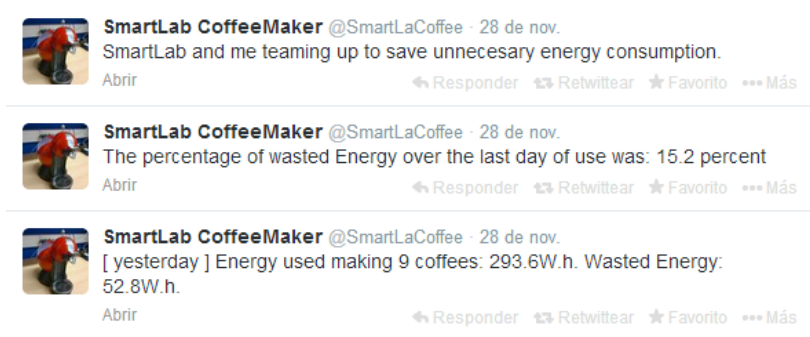 SmartLab CoffeeMaker @SmartLaCoffee · 28 de nov.
SmartLab and me teaming up to save unnecesary energy consumption.
Abrir Responder Retwittear Favorito Más
SmartLab CoffeeMaker @SmartLaCoffee · 28 de nov.
The percentage of wasted Energy over the last day of use was: 15.2 percent
Abrir Responder Retwittear Favorito Más
SmartLab CoffeeMaker @SmartLaCoffee · 28 de nov.
[ yesterday ] Energy used making 9 coffees: 293.6W.h. Wasted Energy:
52.8W.h.
Abrir Responder Retwittear Favorito Más